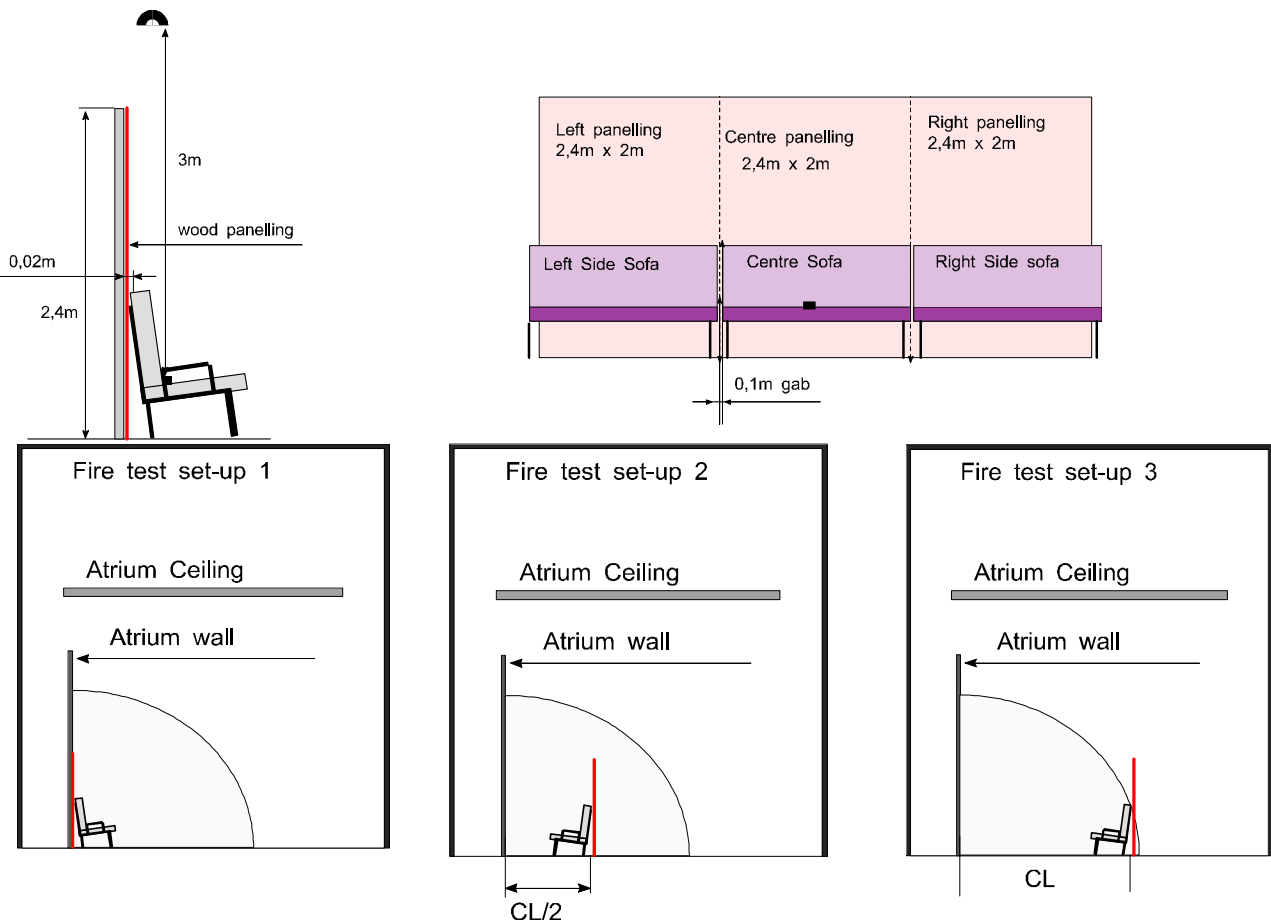 3m
wood panelling
0,02m
2,4m
Left panelling
2,4m x 2m
Centre panelling
2,4m x 2m
Right panelling
2,4m x 2m
Left Side Sofa
Centre Sofa
Right Side sofa
0,1m gab
Fire test set-up 1
Atrium Ceiling
Atrium wall
Fire test set-up 2
Atrium Ceiling
Atrium wall
CL/2
Fire test set-up 3
Atrium Ceiling
Atrium wall
CL